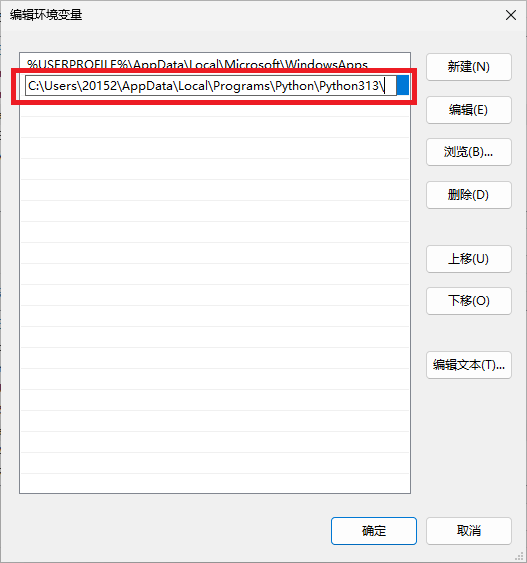 编辑环境变量
%USERPROFILE%\AppData\Local\Microsoft\WindowsApps
C:\Users\20152\AppData\Local\Programs\Python\Python313\
新建(N)
编辑(E)
浏览(B)...
删除(D)
上移(U)
下移(O)
编辑文本(T)...
确定
取消